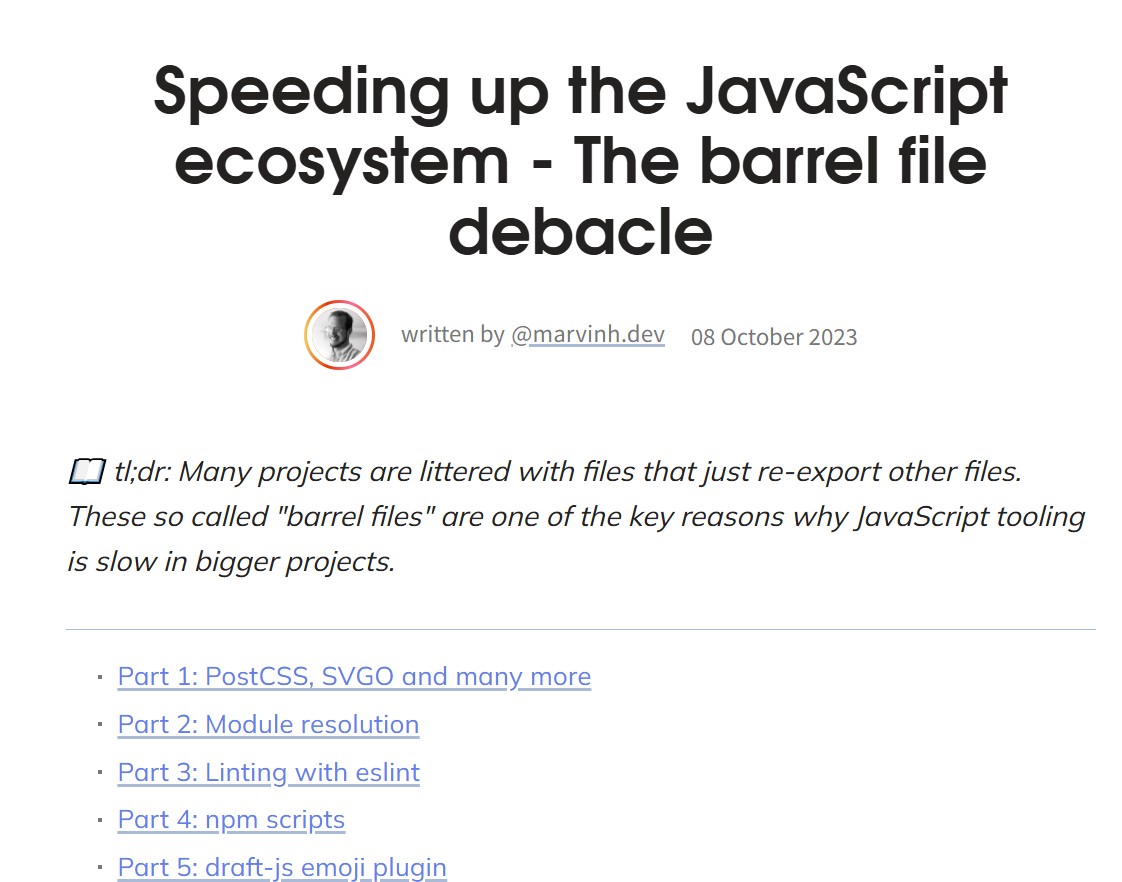 Speeding up the JavaScript
ecosystem - The barrel file
debacle
written by @marvinh.dev 08 October 2023
📖 tl;dr: Many projects are littered with files that just re-export other files.
These so called "barrel files" are one of the key reasons why JavaScript tooling
is slow in bigger projects.
▪ Part 1: PostCSS, SVGO and many more
▪ Part 2: Module resolution
▪ Part 3: Linting with eslint
▪ Part 4: npm scripts
▪ Part 5: draft-js emoji plugin